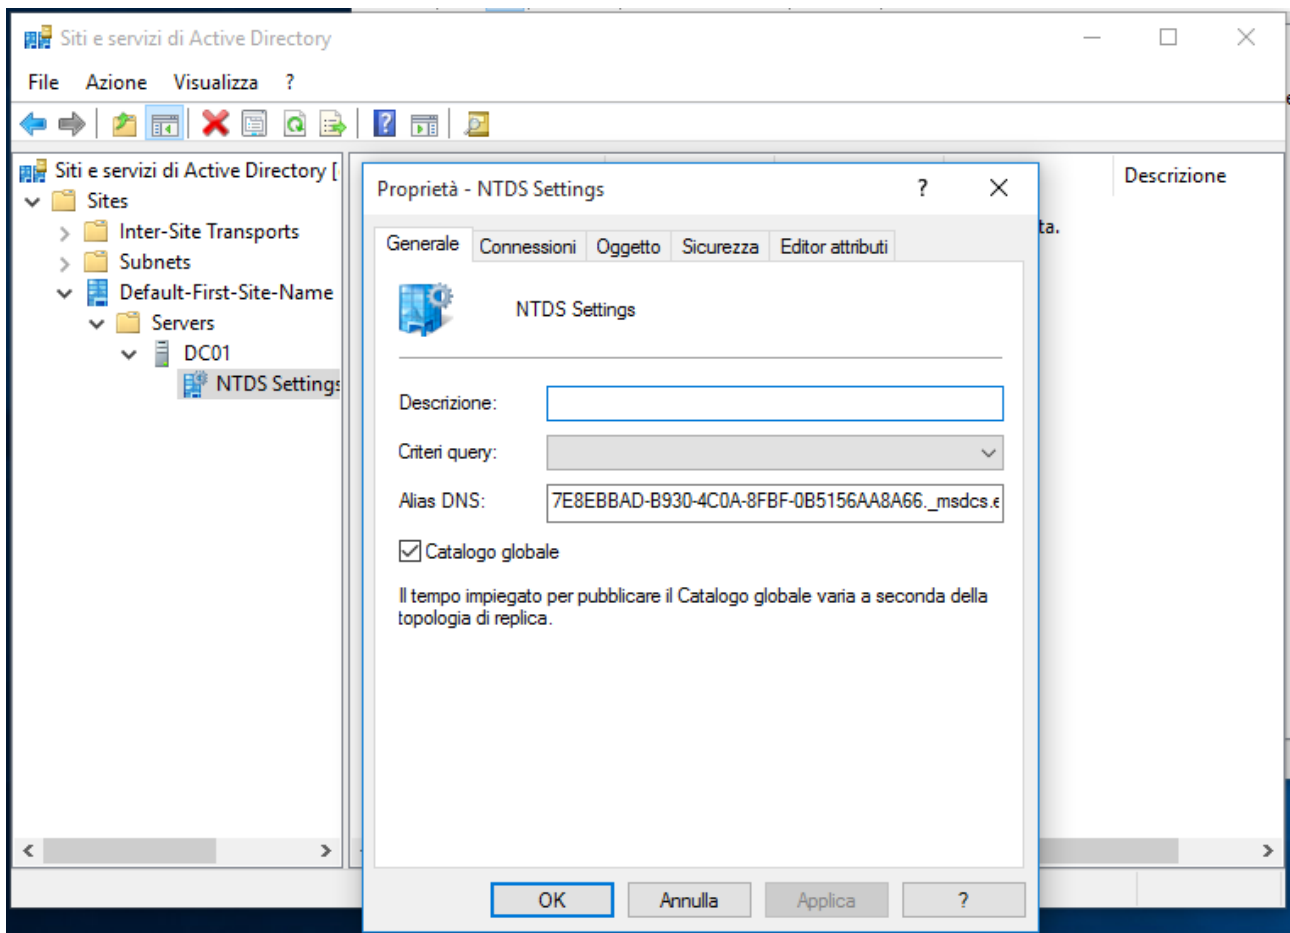 Siti e servizi di Active Directory
File Azione Visualizza ?
Siti e servizi di Active Directory [
Sites
Inter-Site Transports
Subnets
Default-First-Site-Name
Servers
DC01
NTDS Settings
Descrizione
ta.
Proprietà - NTDS Settings ?
Generale Connessioni Oggetto Sicurezza Editor attributi
NTDS Settings
Descrizione:
Criteri query:
Alias DNS: 7E8EBBAD-B930-4C0A-8FBF-0B5156AA8A66._msdcs.e
Catalogo globale
Il tempo impiegato per pubblicare il Catalogo globale varia a seconda della
topologia di replica.
OK Annulla Applica ?